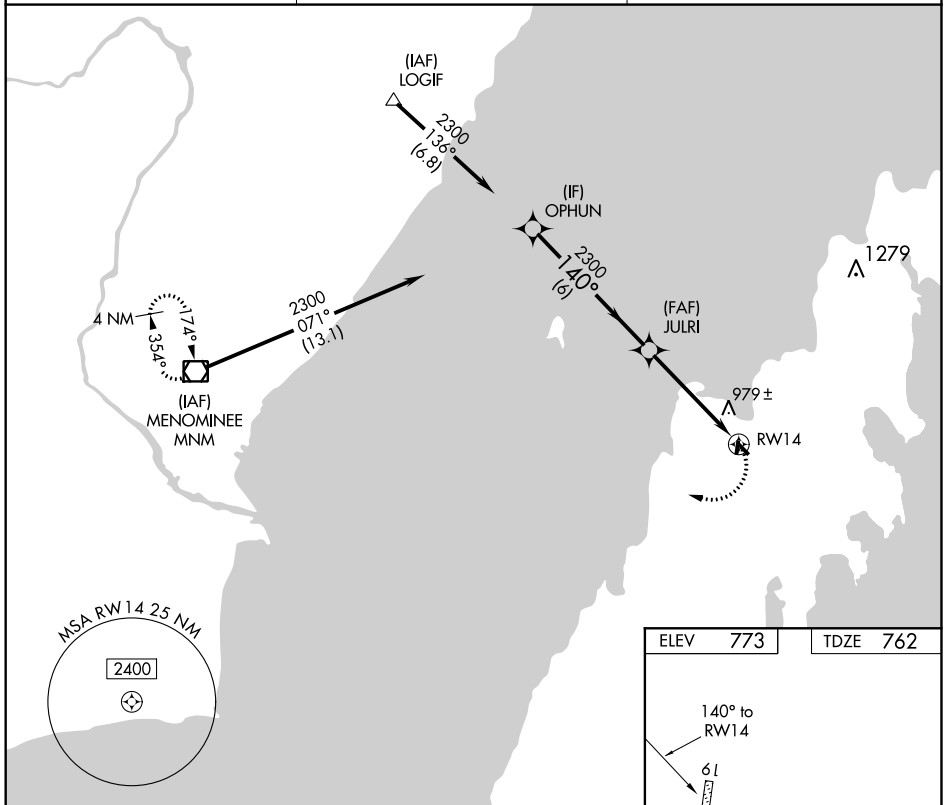 (IAF)
LOGIF
2300
136°
(6.8)
(IF)
OPHUN
2300
140°
(6)
1279
(FAF)
JULRI
979 ±
RW14
2300
071°
(13.1)
4 NM
174°
354°
(IAF)
MENOMINEE
MNM
MSA RW14 25 NM
2400
ELEV 773
TDZE 762
140° to
RW14
19